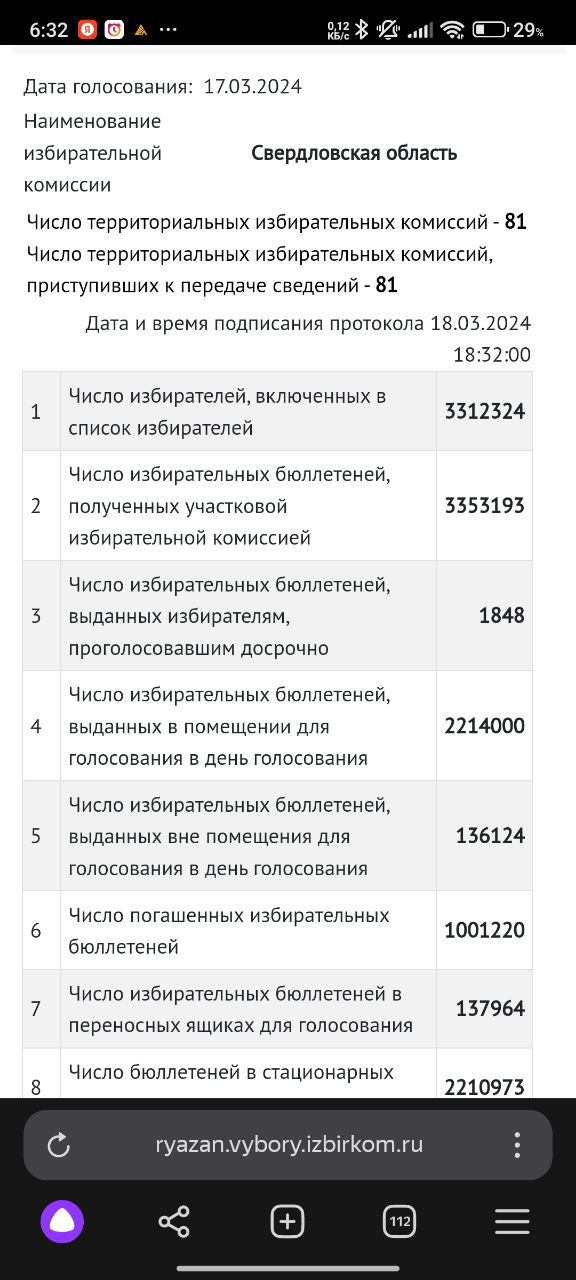 6:32
0,12
КБ/с
29%
Дата голосования: 17.03.2024
Наименование
избирательной
комиссии
Свердловская область
Число территориальных избирательных комиссий - 81
Число территориальных избирательных комиссий,
приступивших к передаче сведений - 81
Дата и время подписания протокола 18.03.2024
18:32:00
1 Число избирателей, включенных в
список избирателей 3312324
2 Число избирательных бюллетеней,
полученных участковой
избирательной комиссией 3353193
3 Число избирательных бюллетеней,
выданных избирателям,
проголосовавшим досрочно 1848
4 Число избирательных бюллетеней,
выданных в помещении для
голосования в день голосования 2214000
5 Число избирательных бюллетеней,
выданных вне помещения для
голосования в день голосования 136124
6 Число погашенных избирательных
бюллетеней 1001220
7 Число избирательных бюллетеней в
переносных ящиках для голосования 137964
8 Число бюллетеней в стационарных 2210973
ryazan.vybory.izbirkom.ru
112